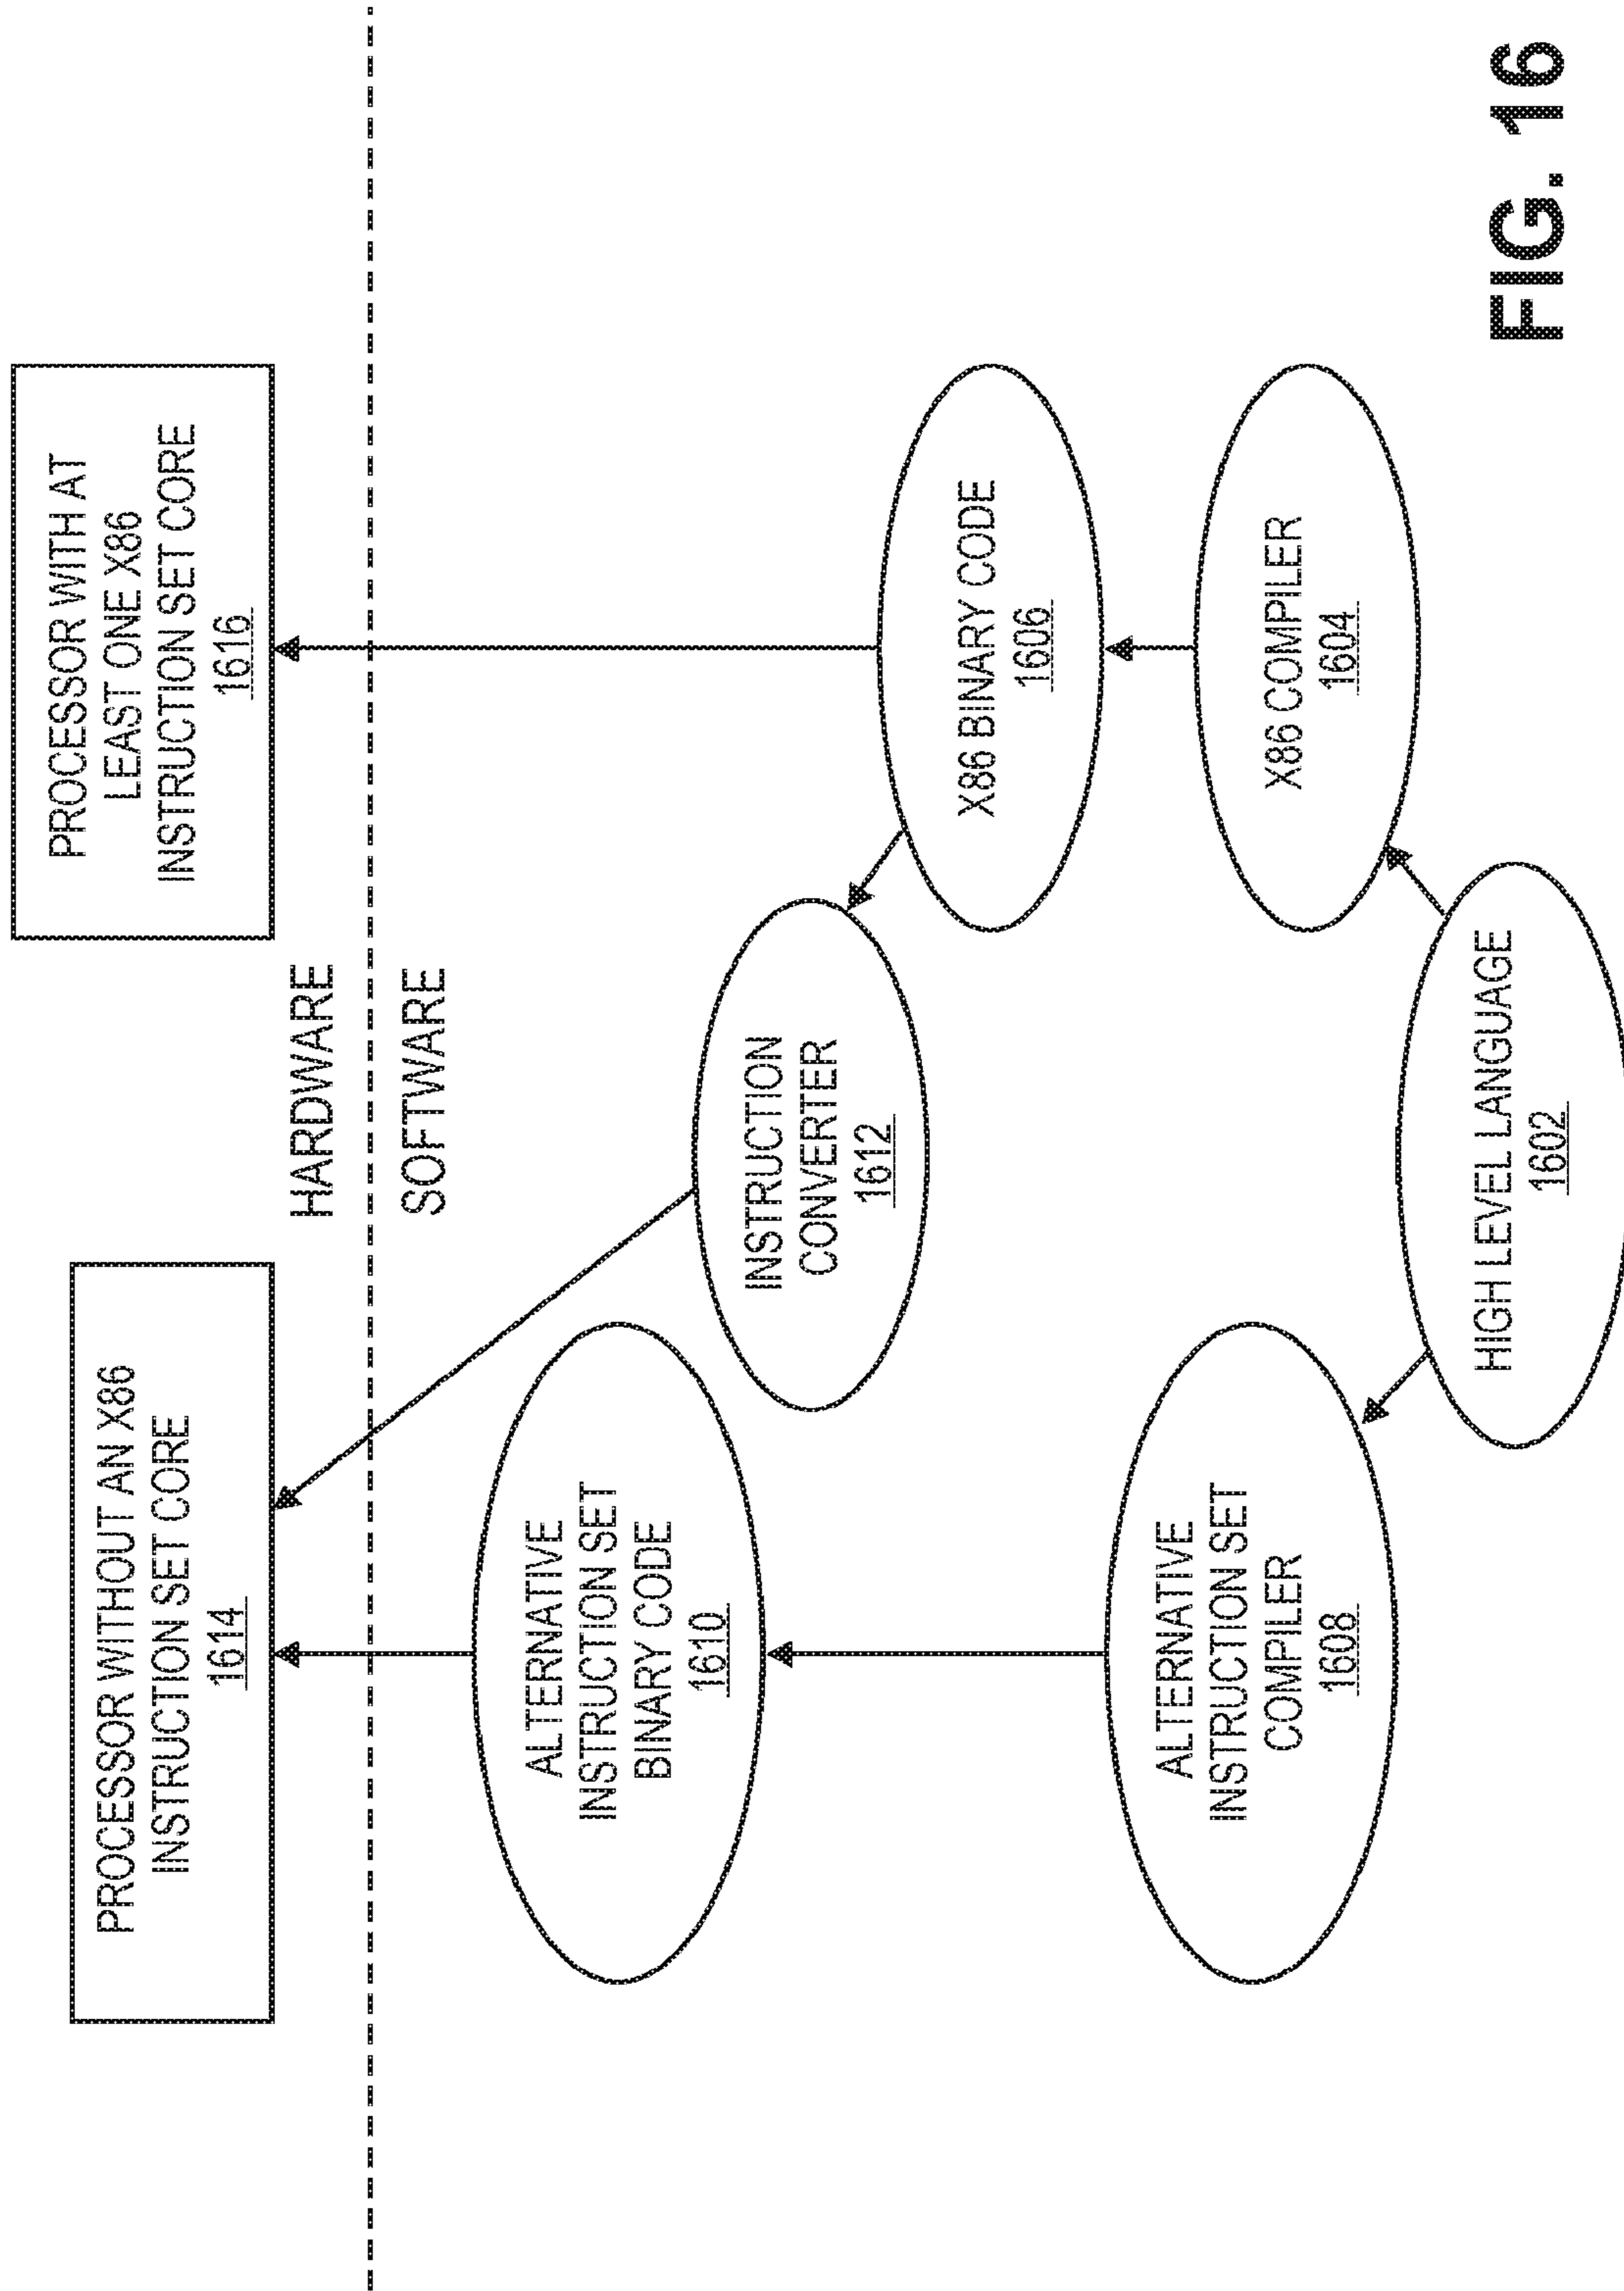 PROCESSOR WITHOUT AN X86
INSTRUCTION SET CORE
1614
PROCESSOR WITH AT
LEAST ONE X86
INSTRUCTION SET CORE
1616
HARDWARE
SOFTWARE
ALTERNATIVE
INSTRUCTION SET
BINARY CODE
1610
INSTRUCTION
CONVERTER
1612
X86 BINARY CODE
1606
ALTERNATIVE
INSTRUCTION SET
COMPILER
1608
X86 COMPILER
1604
HIGH LEVEL LANGUAGE
1602
FIG. 16